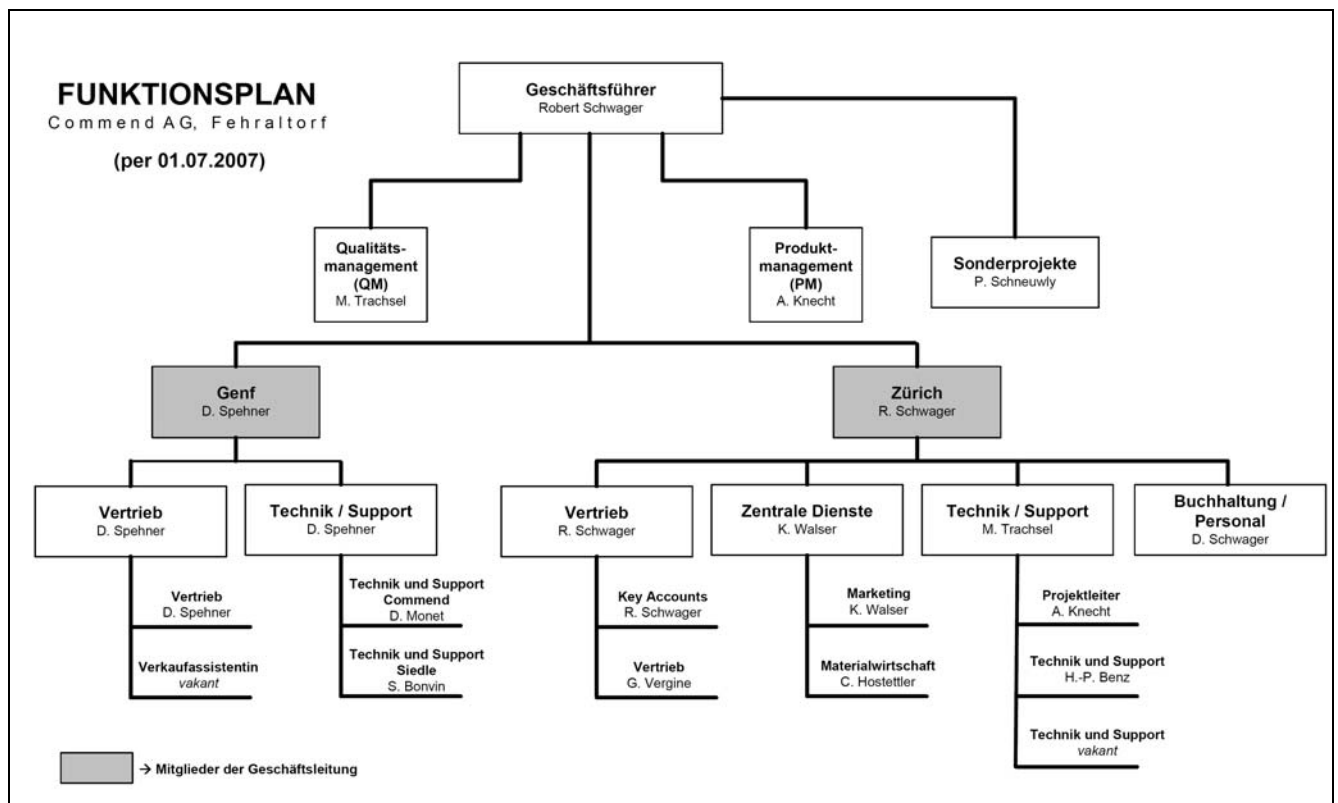 FUNKTIONSPLAN
Commend AG, Fehraltorf
(per 01.07.2007)
Geschäftsführer
Robert Schwager
Qualitäts-
management
(QM)
M. Trachsel
Produkt-
management
(PM)
A. Knecht
Sonderprojekte
P. Schneuwly
Genf
D. Spehner
Zürich
R. Schwager
Vertrieb
D. Spehner
Technik / Support
D. Spehner
Vertrieb
R. Schwager
Zentrale Dienste
K. Walser
Technik / Support
M. Trachsel
Buchhaltung /
Personal
D. Schwager
Vertrieb
D. Spehner
Verkaufassistentin
vakant
Technik und Support
Commend
D. Monet
Technik und Support
Siedle
S. Bonvin
Key Accounts
R. Schwager
Vertrieb
G. Vergine
Marketing
K. Walser
Materialwirtschaft
C. Hostettler
Projektleiter
A. Knecht
Technik und Support
H.-P. Benz
Technik und Support
vakant
→ Mitglieder der Geschäftsleitung